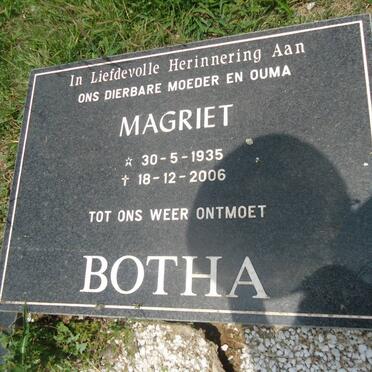 In Liefdevolle Herinnering Aan
ONS DIERBARE MOEDER EN OUMA
MAGRIET
☆ 30-5-1935
† 18-12-2006
TOT ONS WEER ONTMOET
BOTHA